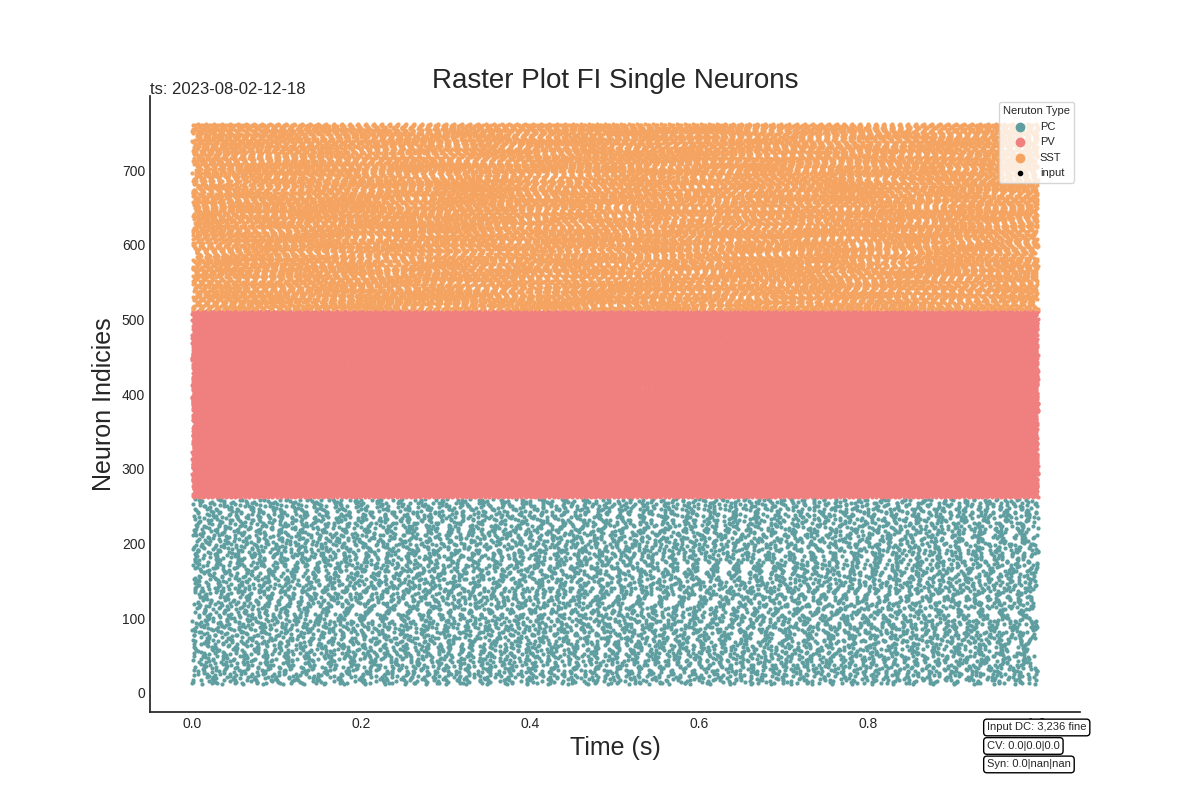 Raster Plot FI Single Neurons
ts: 2023-08-02-12-18
Neruton Type
PC
PV
SST
input
Neuron Indicies
700
600
500
400
300
200
100
0
0.0 0.2 0.4 0.6 0.8
Time (s)
Input DC: 3,236 fine
CV: 0.0|0.0|0.0
Syn: 0.0|nan|nan